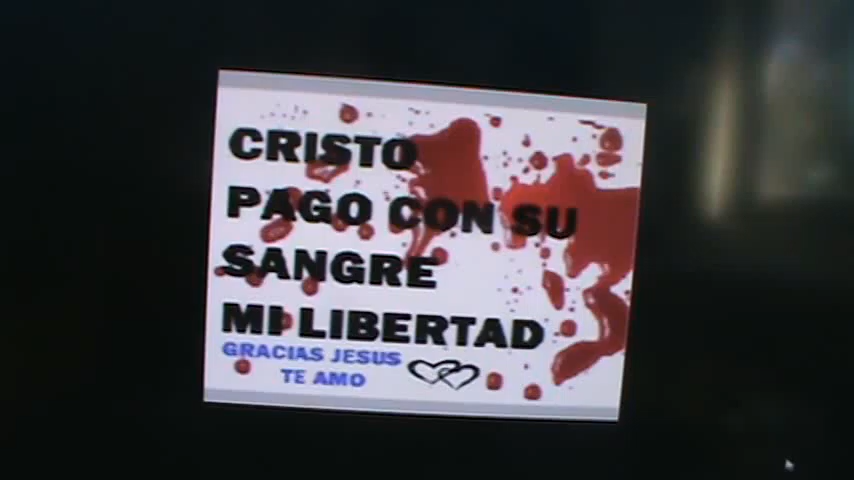 CRISTO
PAGO CON SU
SANGRE
MI LIBERTAD
GRACIAS JESUS
TE AMO